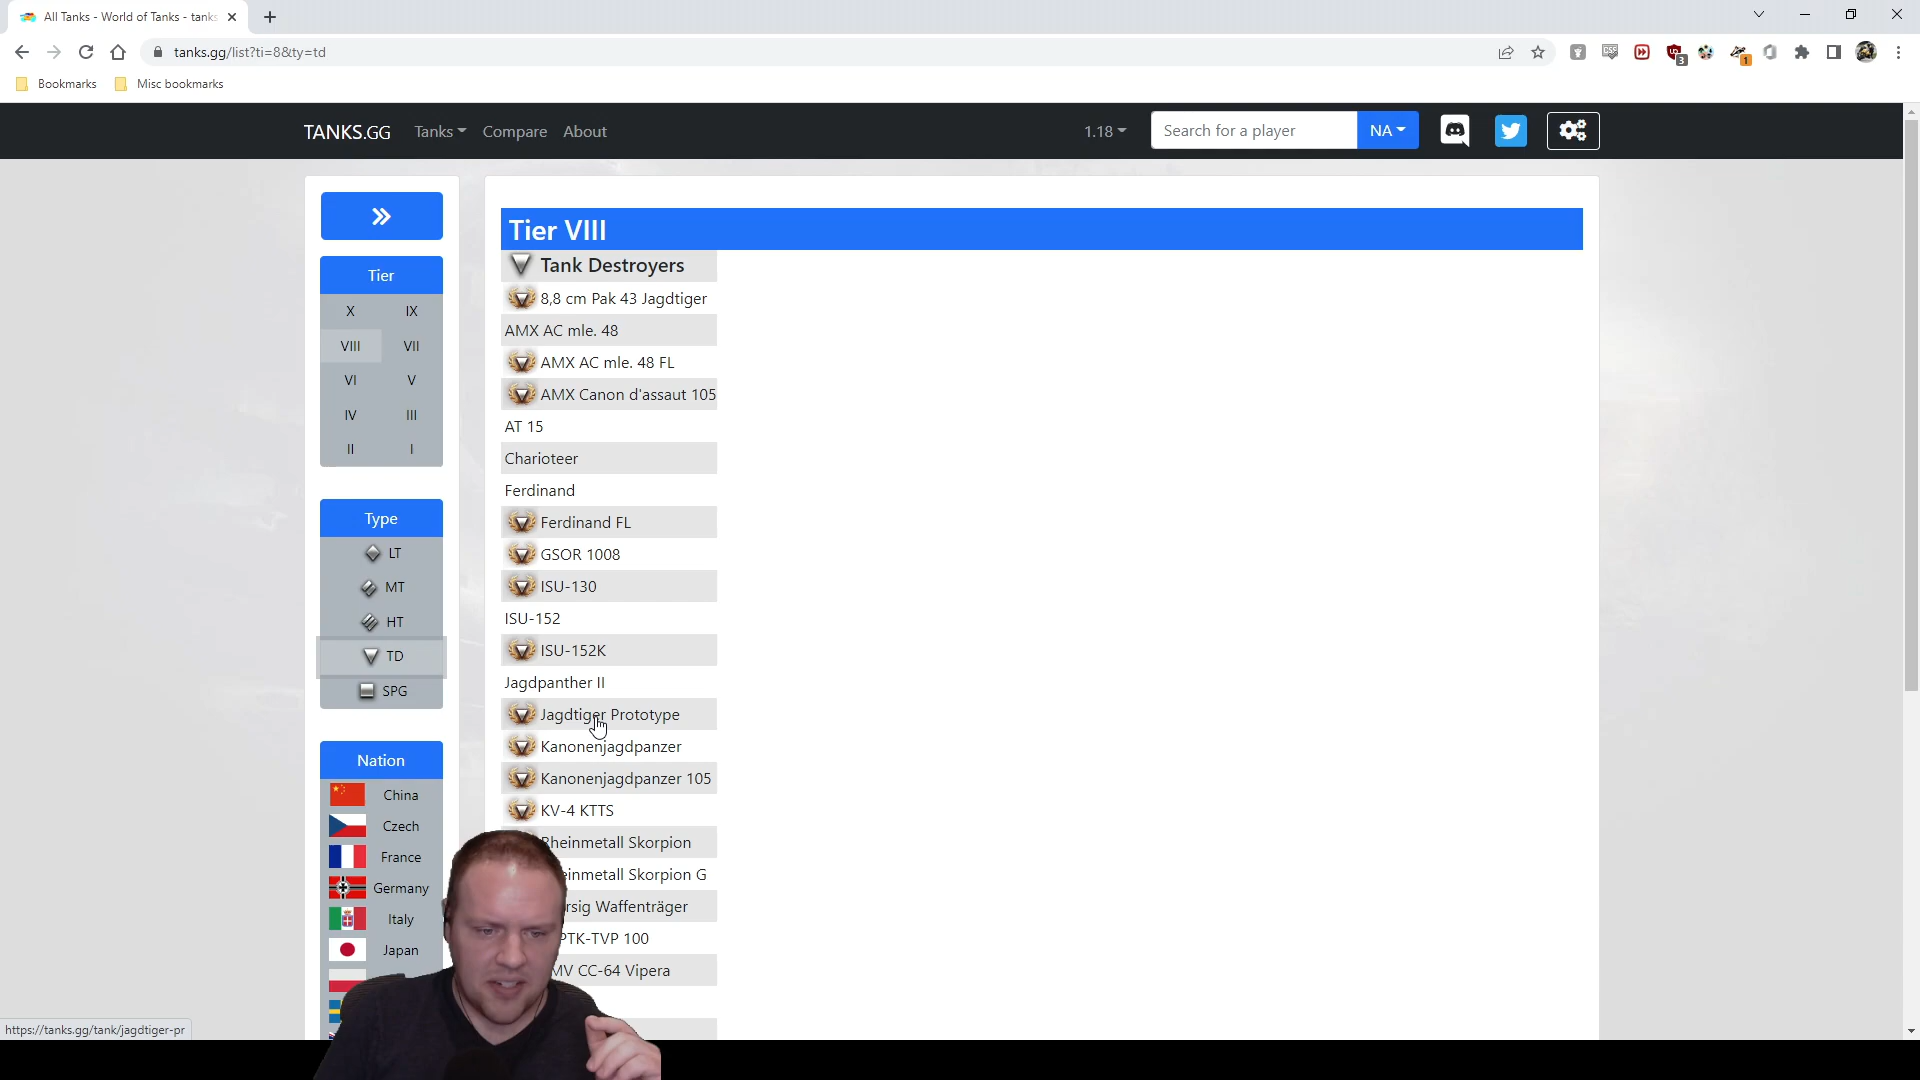 All Tanks - World of Tanks - tanks
tanks.gg/list?ti=8&ty=td
Bookmarks
Misc bookmarks
3
1
TANKS.GG
Tanks
Compare
About
1.18
Search for a player
NA
Tier
X IX
VIII VII
VI V
IV III
II I
Type
LT
MT
HT
TD
SPG
Nation
China
Czech
France
Germany
Italy
Japan
Tier VIII
Tank Destroyers
8,8 cm Pak 43 Jagdtiger
AMX AC mle. 48
AMX AC mle. 48 FL
AMX Canon d'assaut 105
AT 15
Charioteer
Ferdinand
Ferdinand FL
GSOR 1008
ISU-130
ISU-152
ISU-152K
Jagdpanther II
Jagdtiger Prototype
Kanonenjagdpanzer
Kanonenjagdpanzer 105
KV-4 KTTS
Rheinmetall Skorpion
einmetall Skorpion G
rsig Waffenträger
PTK-TVP 100
MV CC-64 Vipera
https://tanks.gg/tank/jagdtiger-pr